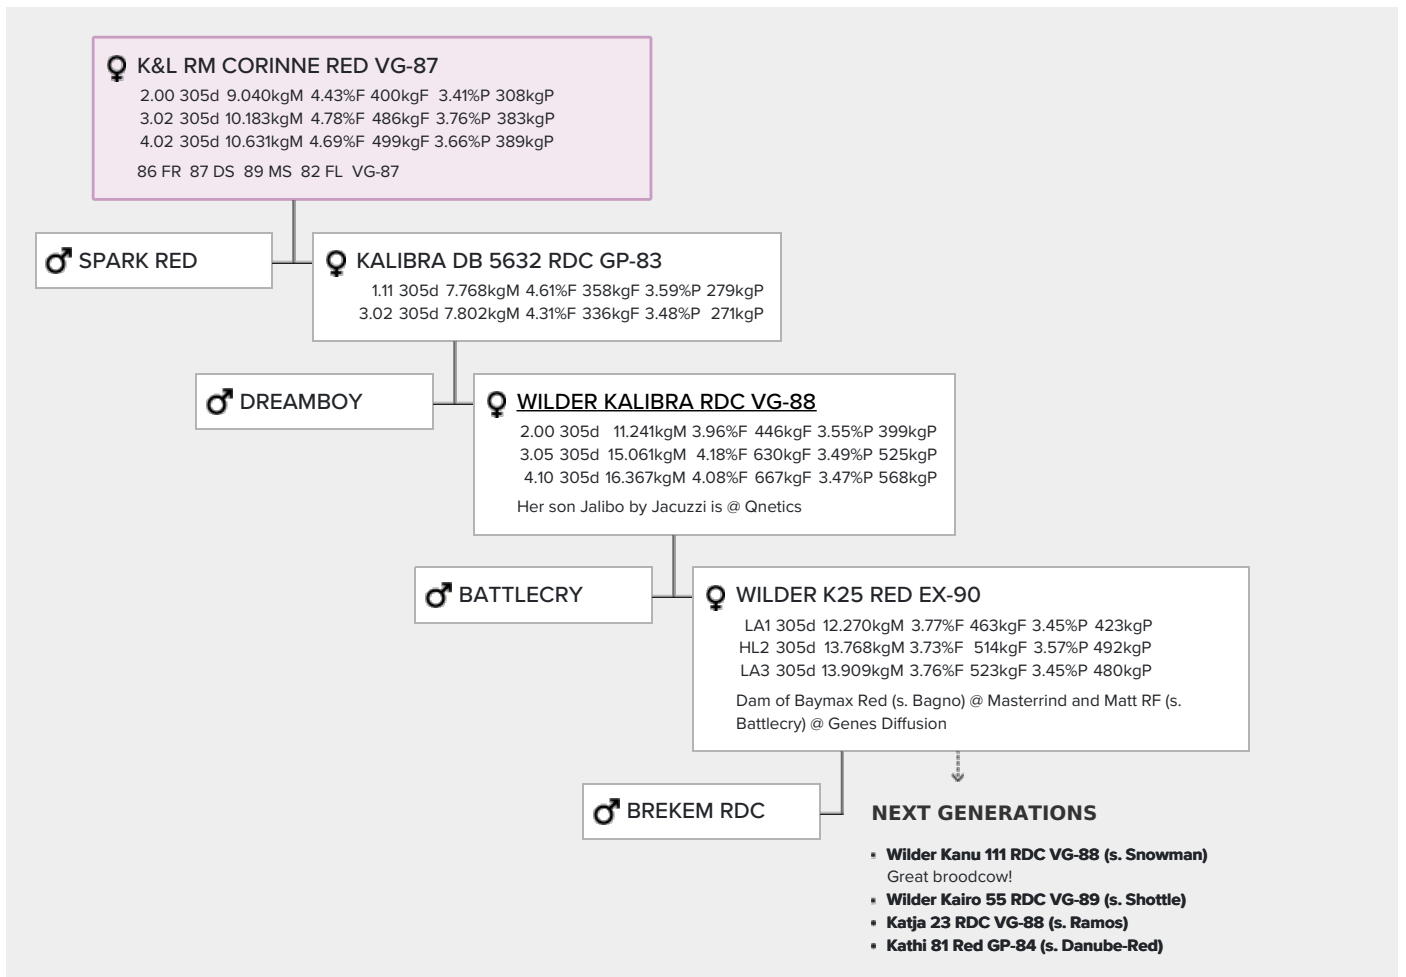 K&L RM CORINNE RED VG-87
2.00 305d 9.040kgM 4.43%F 400kgF 3.41%P 308kgP
3.02 305d 10.183kgM 4.78%F 486kgF 3.76%P 383kgP
4.02 305d 10.631kgM 4.69%F 499kgF 3.66%P 389kgP
86 FR 87 DS 89 MS 82 FL VG-87
SPARK RED
KALIBRA DB 5632 RDC GP-83
1.11 305d 7.768kgM 4.61%F 358kgF 3.59%P 279kgP
3.02 305d 7.802kgM 4.31%F 336kgF 3.48%P 271kgP
DREAMBOY
WILDER KALIBRA RDC VG-88
2.00 305d 11.241kgM 3.96%F 446kgF 3.55%P 399kgP
3.05 305d 15.061kgM 4.18%F 630kgF 3.49%P 525kgP
4.10 305d 16.367kgM 4.08%F 667kgF 3.47%P 568kgP
Her son Jalibo by Jacuzzi is @ Qnetics
BATTLECRY
WILDER K25 RED EX-90
LA1 305d 12.270kgM 3.77%F 463kgF 3.45%P 423kgP
HL2 305d 13.768kgM 3.73%F 514kgF 3.57%P 492kgP
LA3 305d 13.909kgM 3.76%F 523kgF 3.45%P 480kgP
Dam of Baymax Red (s. Bagno) @ Masterrind and Matt RF (s.
Battlecry) @ Genes Diffusion
BREKEM RDC
NEXT GENERATIONS
Wilder Kanu 111 RDC VG-88 (s. Snowman)
Great broodcow!
Wilder Kairo 55 RDC VG-89 (s. Shottle)
Katja 23 RDC VG-88 (s. Ramos)
Kathi 81 Red GP-84 (s. Danube-Red)